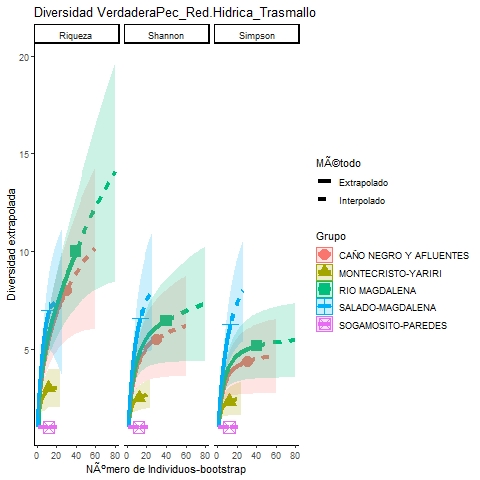 Diversidad VerdaderaPec_Red.Hidrica_Trasmallo
Riqueza
Shannon
Simpson
20
15
10
5
Diversidad extrapolada
0 20 40 60 80
0 20 40 60 80
0 20 40 60 80
NÃºmero de Individuos-bootstrap
MÃ©todo
Extrapolado
Interpolado
Grupo
CAÑO NEGRO Y AFLUENTES
MONTECRISTO-YARIRI
RIO MAGDALENA
SALADO-MAGDALENA
SOGAMOSITO-PAREDES